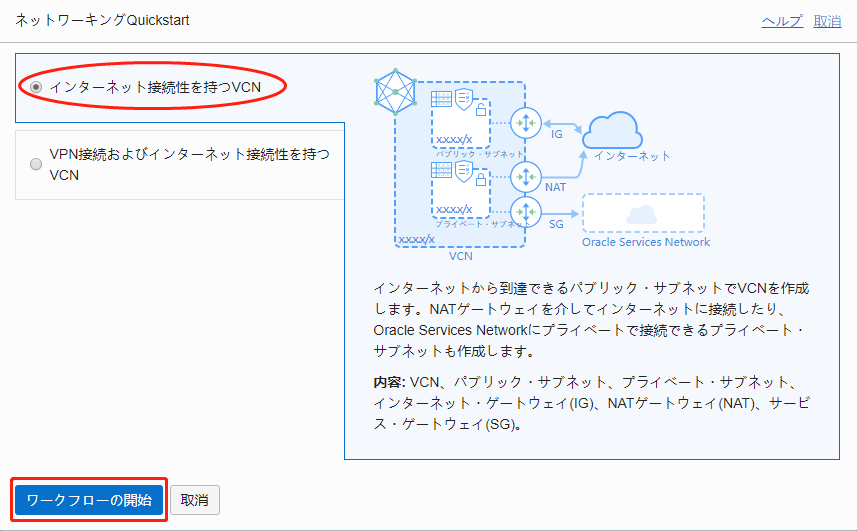 ネットワーキングQuickstart
ヘルプ 取消
インターネット接続性を持つVCN
VPN接続およびインターネット接続性を持つ
VCN
x.x.x.x/x
パブリック・サブネット
IG
インターネット
NAT
x.x.x.x/x
プライベート・サブネット
SG
x.x.x.x/x
Oracle Services Network
VCN
インターネットから到達できるパブリック・サブネットでVCNを作成
します。NATゲートウェイを介してインターネットに接続したり、
Oracle Services Networkにプライベートで接続できるプライベート・
サブネットも作成します。
内容: VCN、パブリック・サブネット、プライベート・サブネット、
インターネット・ゲートウェイ(IG)、NATゲートウェイ(NAT)、サービ
ス・ゲートウェイ(SG)。
ワークフローの開始
取消